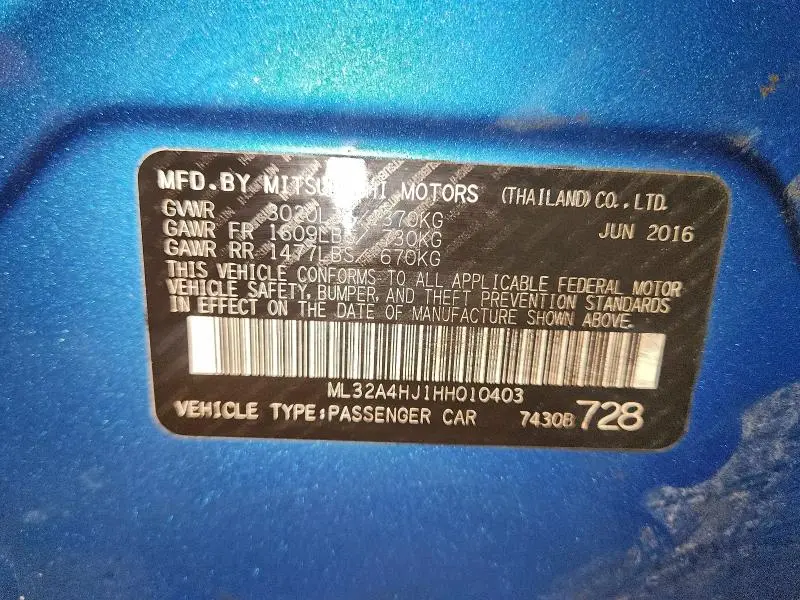 MFD. BY MITSUBISHI MOTORS (THAILAND) CO., LTD.
GVWR 3020L 370KG JUN 2016
GAWR FR 1609LBS/ 730KG
GAWR RR 1477LBS/ 670KG
THIS VEHICLE CONFORMS TO ALL APPLICABLE FEDERAL MOTOR
VEHICLE SAFETY, BUMPER, AND THEFT PREVENTION STANDARDS
IN EFFECT ON THE DATE OF MANUFACTURE SHOWN ABOVE.
ML32A4HJ1HH010403
VEHICLE TYPE: PASSENGER CAR 7430B 728